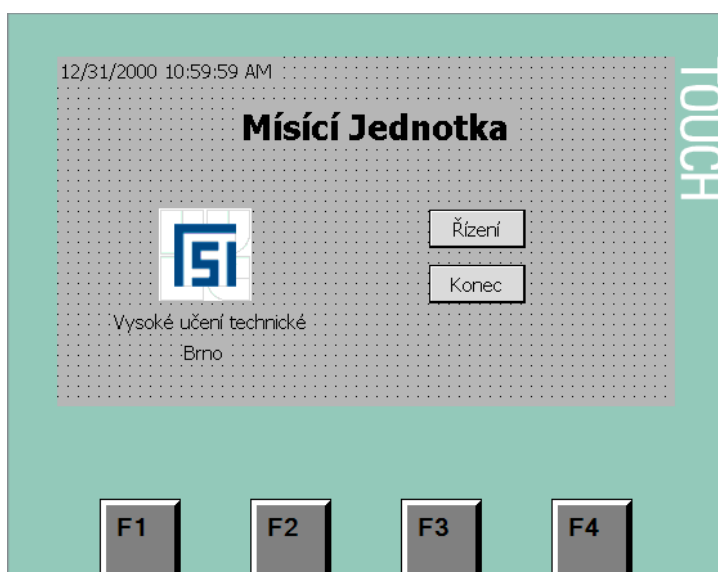 12/31/2000 10:59:59 AM
TOUCH
Mísící Jednotka
FSI
Řízení
Konec
Vysoké učení technické
Brno
F1
F2
F3
F4